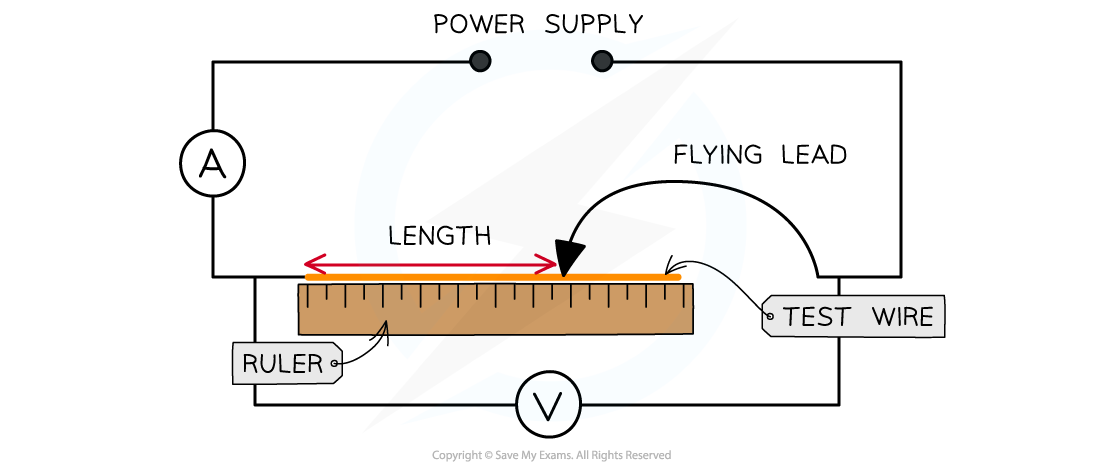 POWER SUPPLY
A
FLYING LEAD
LENGTH
TEST WIRE
RULER
V
Copyright © Save My Exams. All Rights Reserved